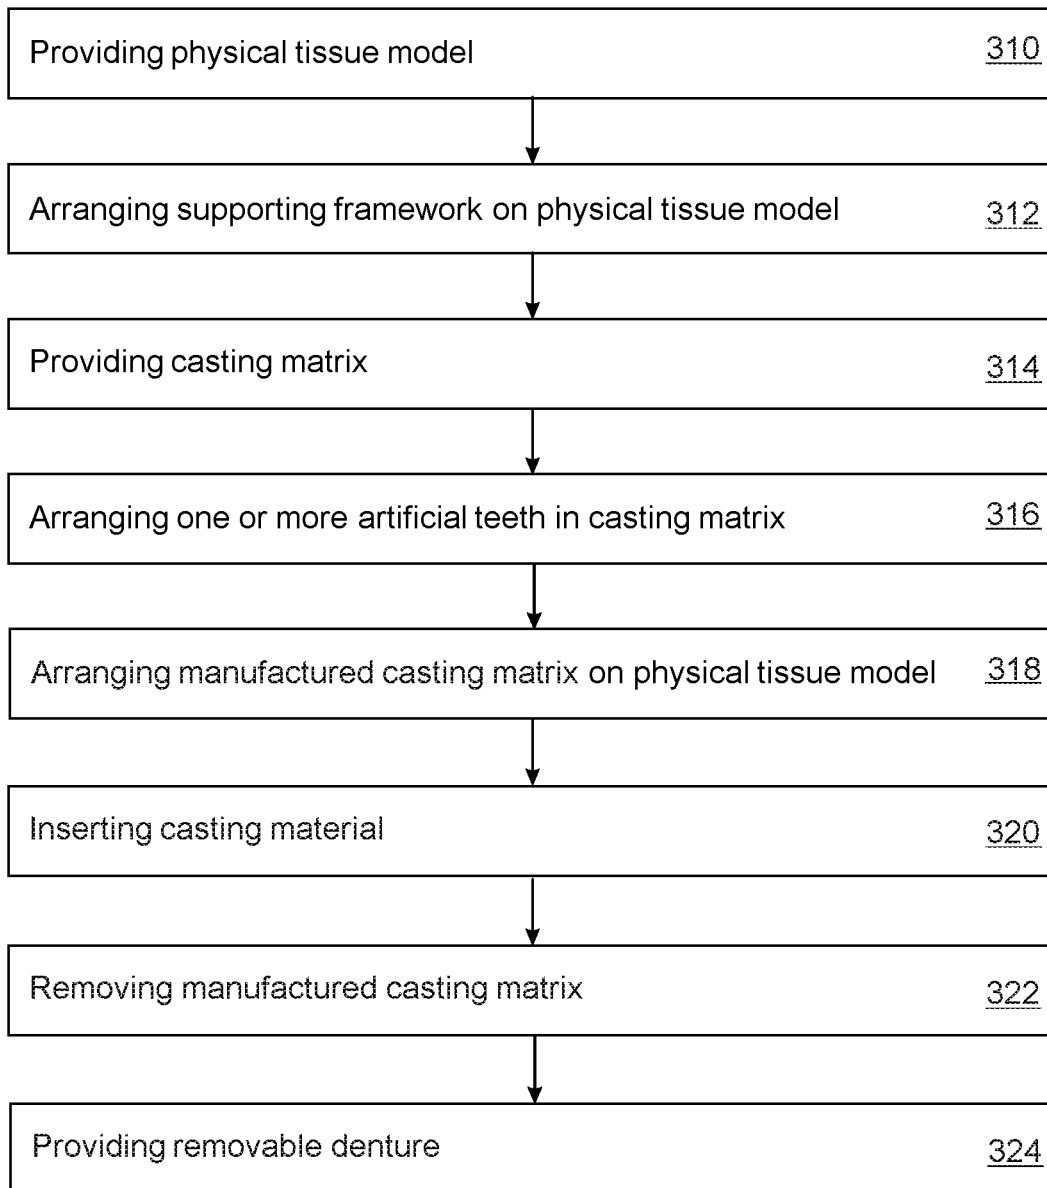 Providing physical tissue model 310
Arranging supporting framework on physical tissue model 312
Providing casting matrix 314
Arranging one or more artificial teeth in casting matrix 316
Arranging manufactured casting matrix on physical tissue model 318
Inserting casting material 320
Removing manufactured casting matrix 322
Providing removable denture 324